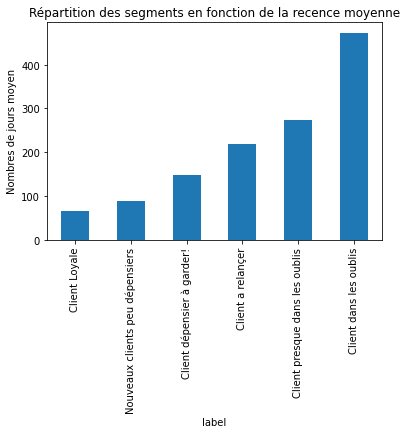 Répartition des segments en fonction de la recence moyenne
Nombres de jours moyen
400
300
200
100
0
Client Loyale
Nouveaux clients peu dépensiers
Client dépensier à garder!
Client a relançer
Client presque dans les oublis
Client dans les oublis
label